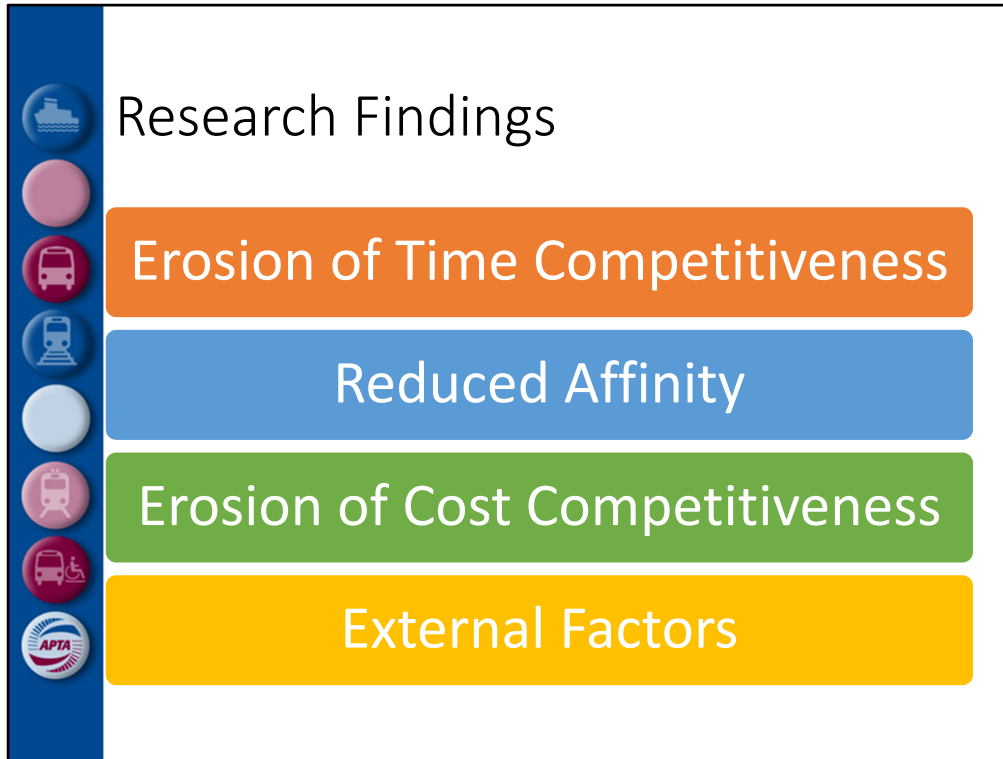 Research Findings
Erosion of Time Competitiveness
Reduced Affinity
Erosion of Cost Competitiveness
External Factors
APTA